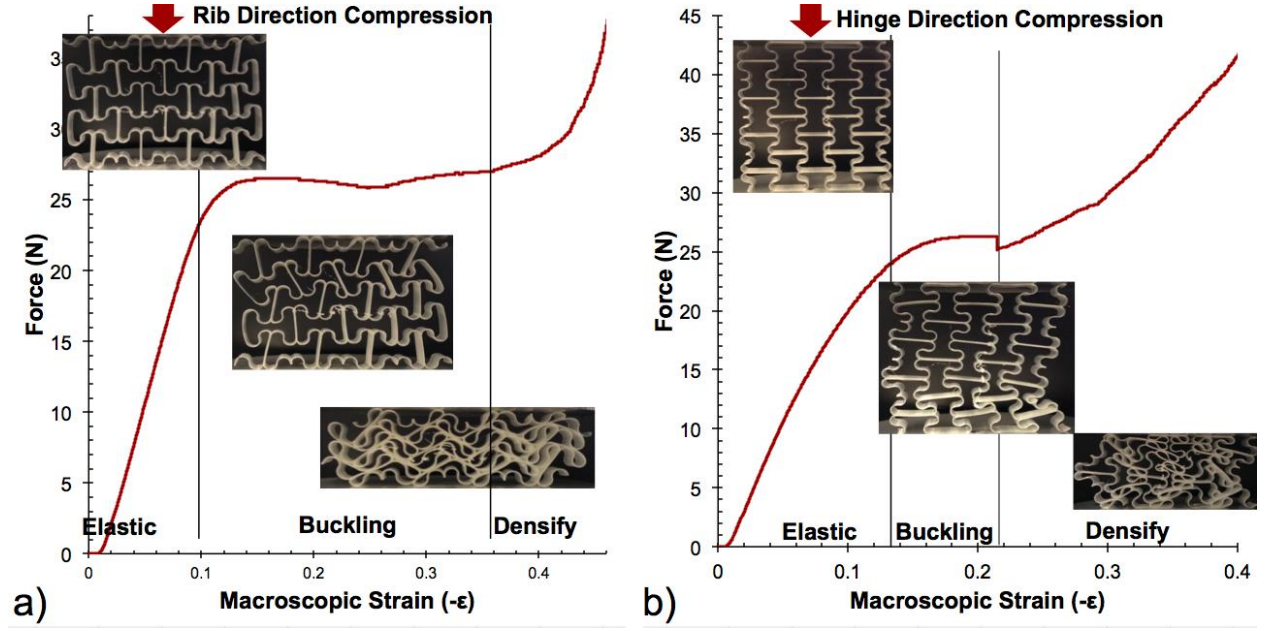 Rib Direction Compression
3
3
25
20
15
10
5
0
Force (N)
Elastic
Buckling
Densify
0
0.1
0.2
0.3
0.4
Macroscopic Strain (-ε)
a)
Hinge Direction Compression
45
40
35
30
25
20
15
10
5
0
Force (N)
Elastic
Buckling
Densify
0
0.1
0.2
0.3
0.4
Macroscopic Strain (-ε)
b)